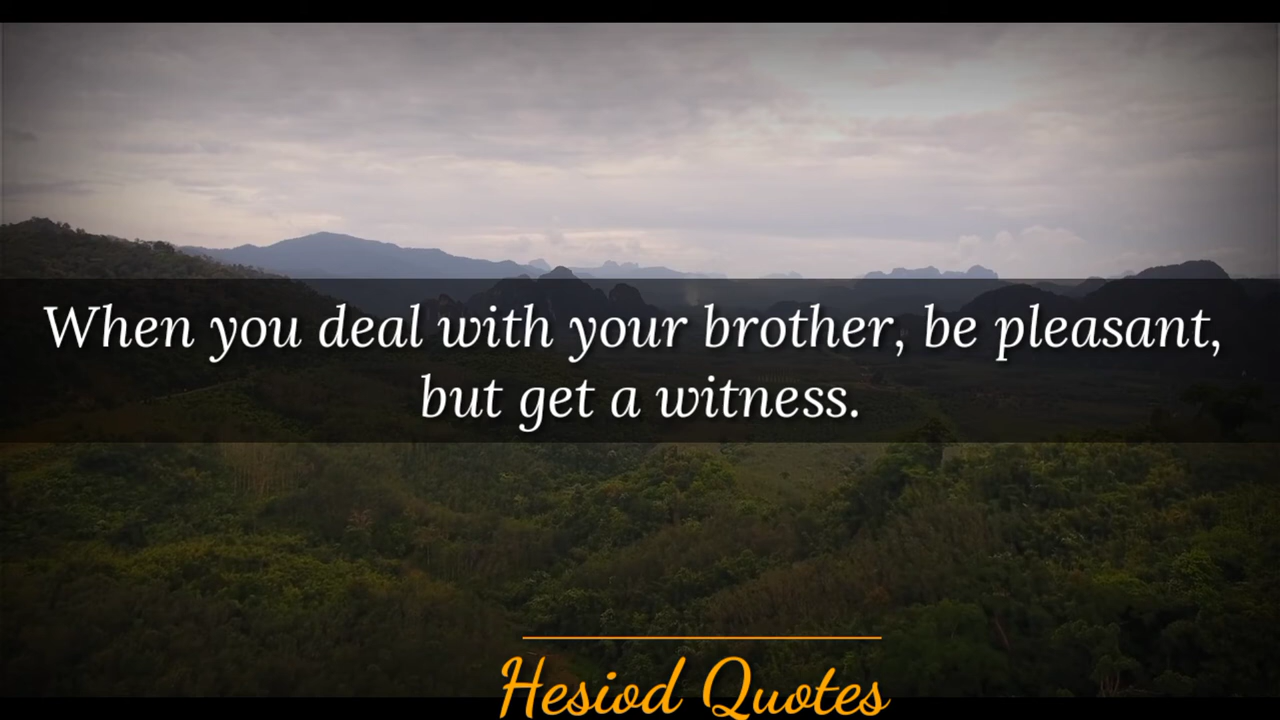 When you deal with your brother, be pleasant,
but get a witness.
Hesiod Quotes